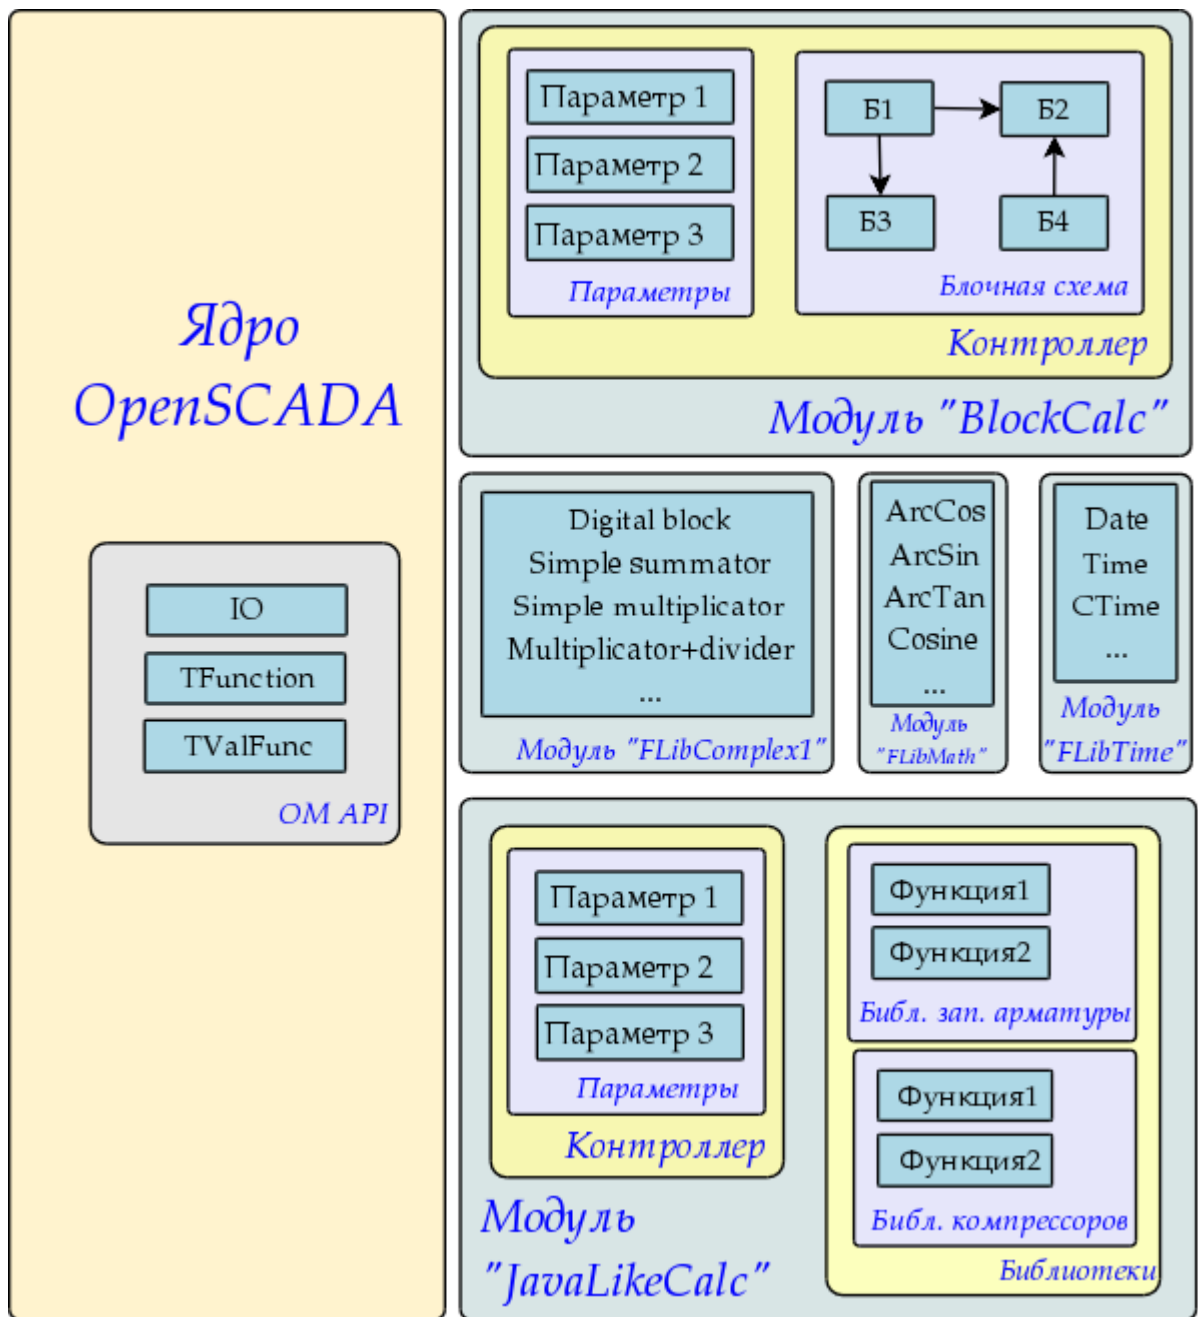 Ядро
OpenSCADA
IO
TFunction
TValFunc
OM API
Параметр 1
Параметр 2
Параметр 3
Параметры
Б1
Б2
Б3
Б4
Блочная схема
Контроллер
Модуль "BlockCalc"
Digital block
Simple summator
Simple multiplicator
Multiplicator+divider
...
Модуль "FLibComplex1"
ArcCos
ArcSin
ArcTan
Cosine
...
Модуль
"FLibMath"
Date
Time
CTime
...
Модуль
"FLibTime"
Параметр 1
Параметр 2
Параметр 3
Параметры
Контроллер
Модуль
"JavaLikeCalc"
Функция1
Функция2
Библ. зап. арматуры
Функция1
Функция2
Библ. компрессоров
Библиотеки